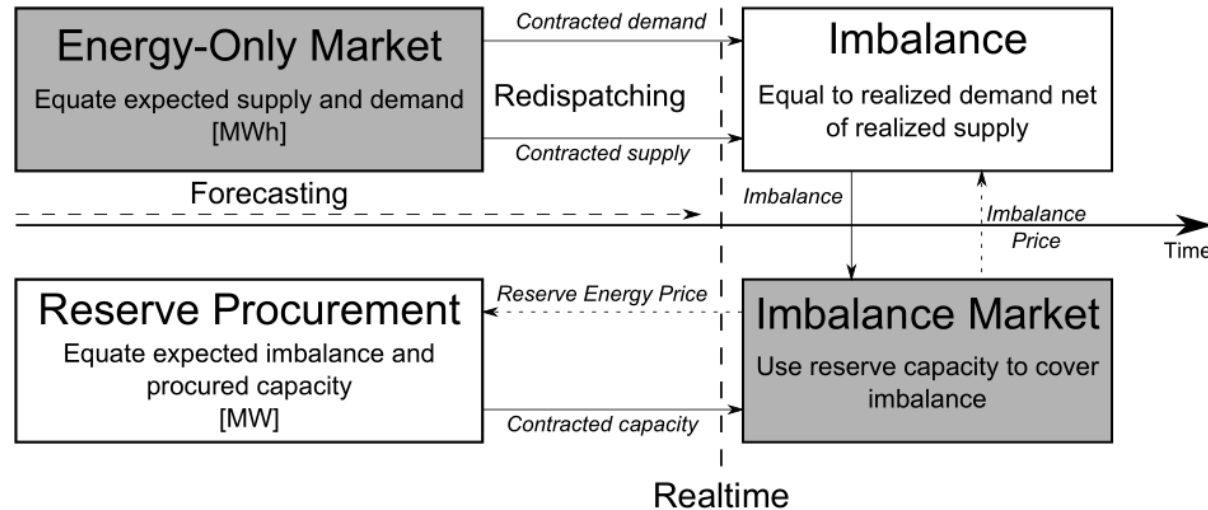 Energy-Only Market
Equate expected supply and demand
[MWh]
Contracted demand
Redispatching
Contracted supply
Imbalance
Equal to realized demand net
of realized supply
Forecasting
Imbalance
Imbalance
Price
Time
Reserve Procurement
Equate expected imbalance and
procured capacity
[MW]
Reserve Energy Price
Contracted capacity
Imbalance Market
Use reserve capacity to cover
imbalance
Realtime